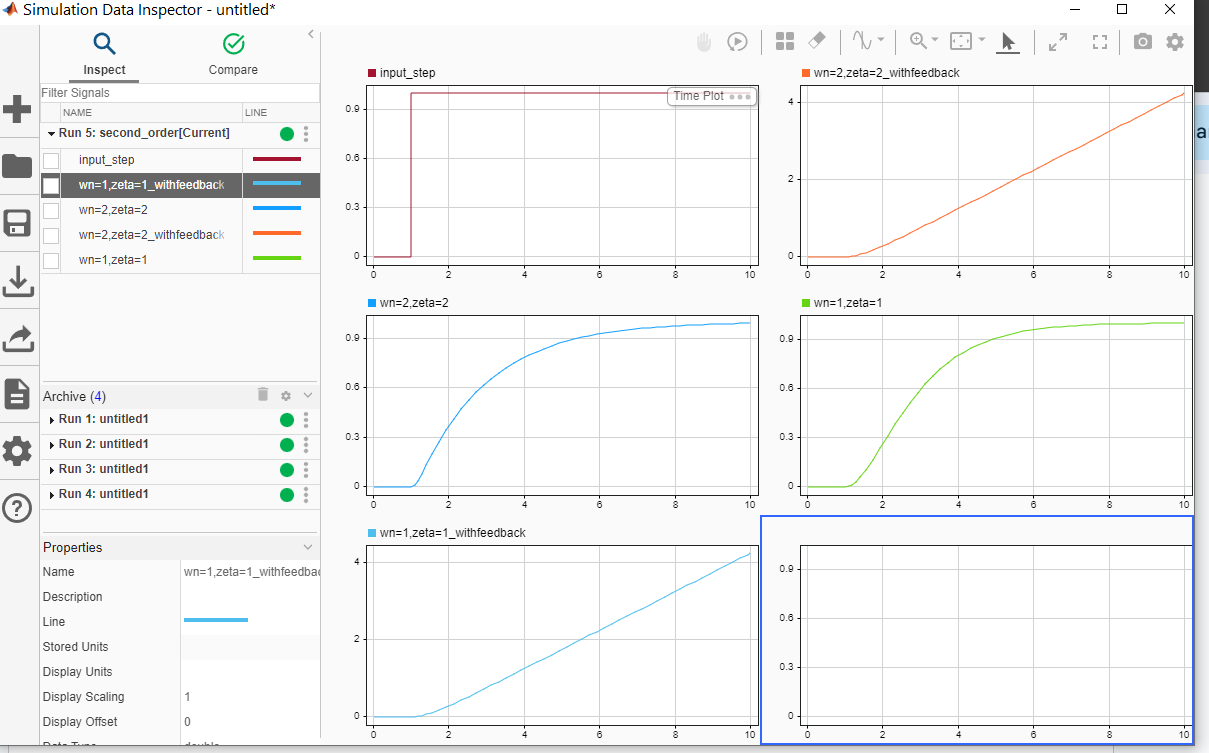 Simulation Data Inspector - untitled*
Inspect
Compare
Filter Signals
NAME
LINE
Run 5: second_order[Current]
input_step
wn=1,zeta=1_withfeedback
wn=2,zeta=2
wn=2,zeta=2_withfeedback
wn=1,zeta=1
Archive (4)
Run 1: untitled1
Run 2: untitled1
Run 3: untitled1
Run 4: untitled1
Properties
Name wn=1,zeta=1_withfeedbac
Description
Line
Stored Units
Display Units
Display Scaling 1
Display Offset 0
Data Type double
input_step
Time Plot
0.9
0.6
0.3
0
0 2 4 6 8 10
wn=2,zeta=2_withfeedback
4
2
0
0 2 4 6 8 10
wn=2,zeta=2
0.9
0.6
0.3
0
0 2 4 6 8 10
wn=1,zeta=1
0.9
0.6
0.3
0
0 2 4 6 8 10
wn=1,zeta=1_withfeedback
4
2
0
0 2 4 6 8 10
0.9
0.6
0.3
0
0 2 4 6 8 10
a